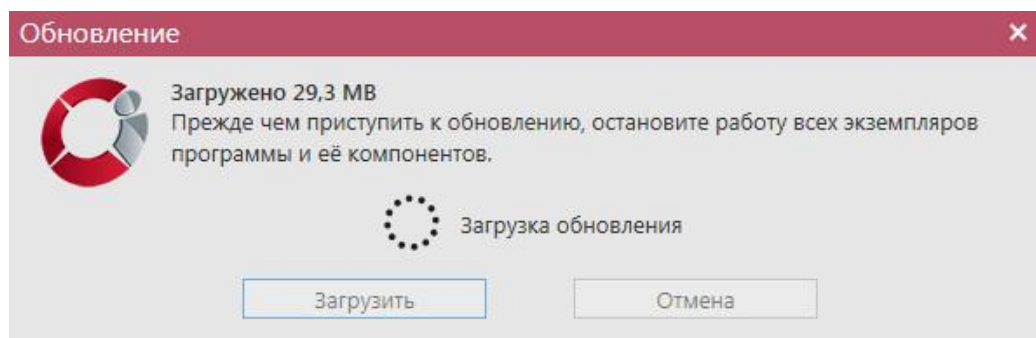 Обновление
Загружено 29,3 MB
Прежде чем приступить к обновлению, остановите работу всех экземпляров
программы и её компонентов.
Загрузка обновления
Загрузить Отмена